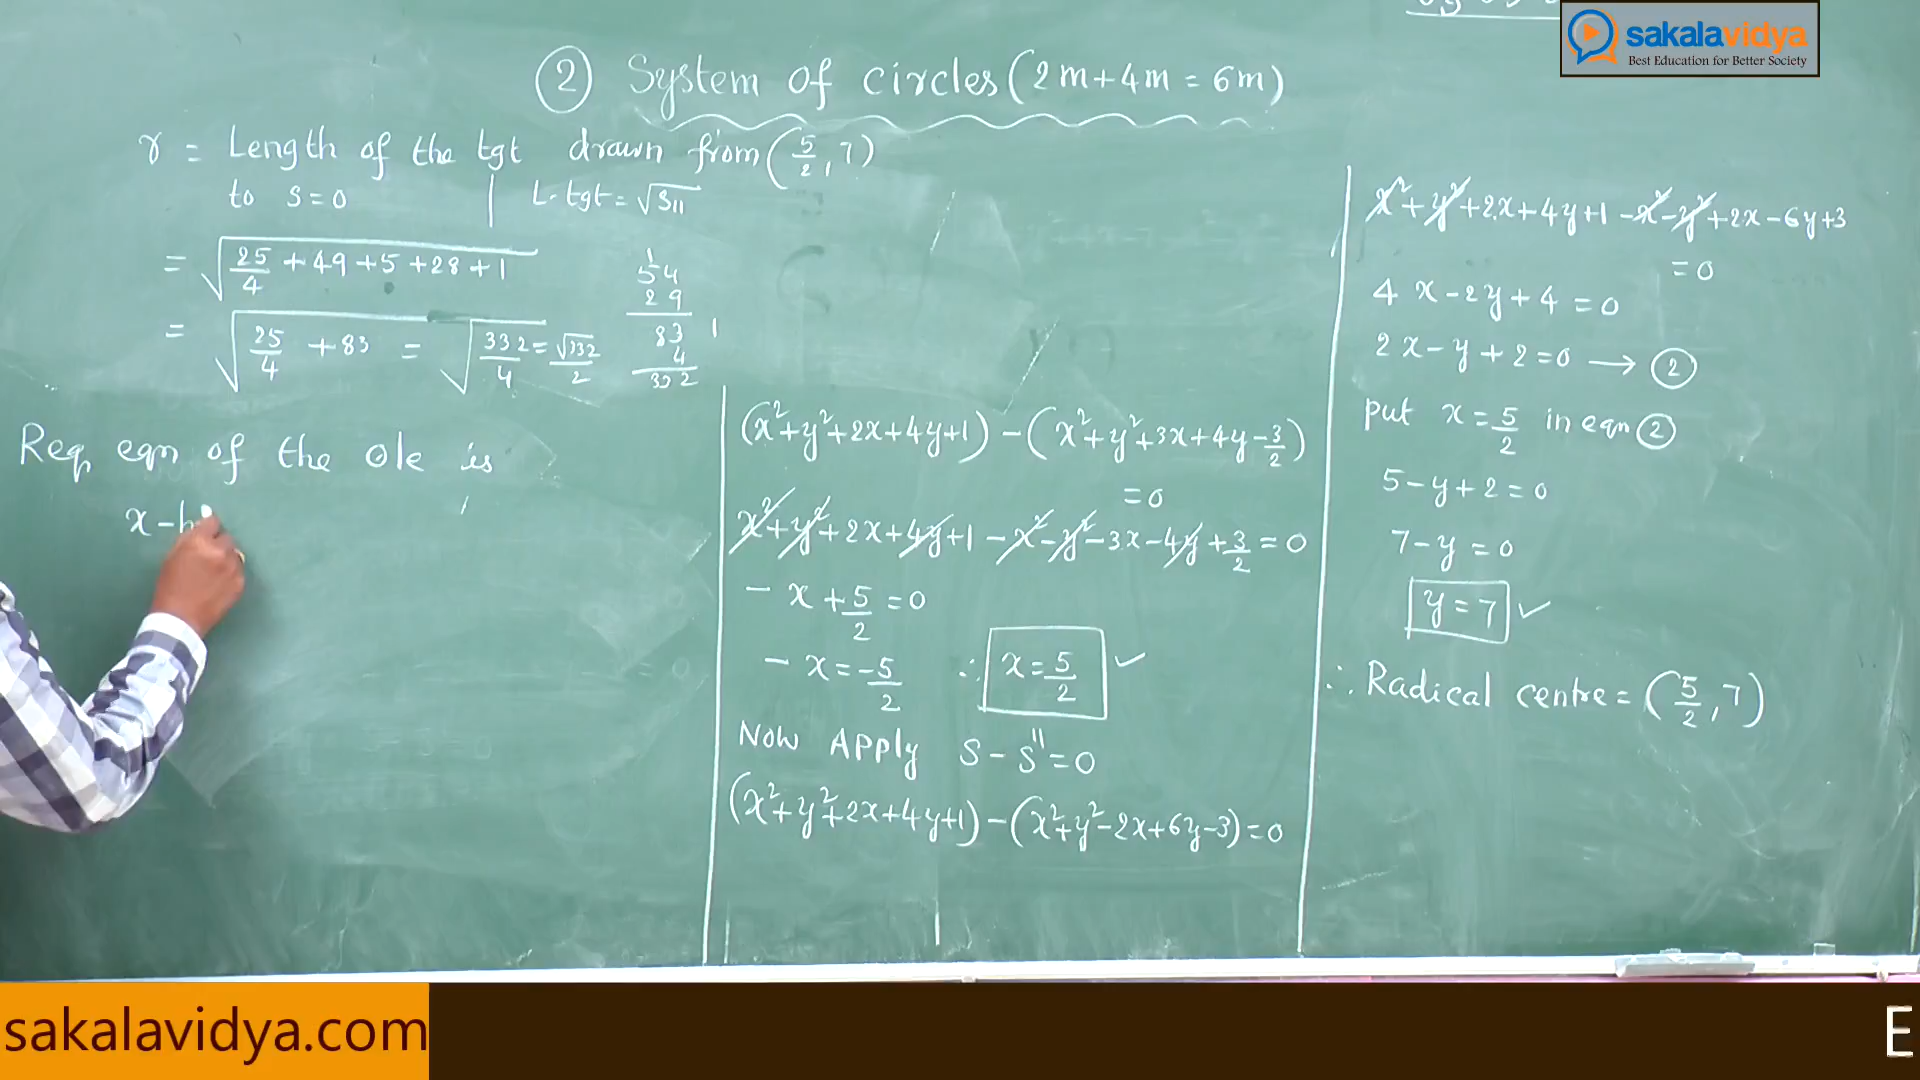 sakalavidya
Best Education for Better Society
② System of circles (2m+4m = 6m)
r = Length of the tgt drawn from (5/2, 7)
to s=0 | L.tgt = √S₁₁
= √(25/4 + 49 + 5 + 28 + 1)
= √(25/4 + 83) = √(332/4) = √332/2
1
54
29
83 |
4
332
Req eqn of the ole is
x-h
(x²+y²+2x+4y+1) - (x²+y²+3x+4y-3/2)
=0
x²+y²+2x+4y+1 -x²-y²-3x-4y+3/2=0
- x+5/2=0
- x=-5/2 ∴ x=5/2 ✓
Now Apply S-S"=0
(x²+y²+2x+4y+1)-(x²+y²-2x+6y-3)=0
x²+y²+2x+4y+1 -x²-y²+2x-6y+3
=0
4x-2y+4=0
2x-y+2=0 → ②
put x=5/2 in eqn ②
5-y+2=0
7-y=0
y=7 ✓
∴ Radical centre= (5/2, 7)
sakalavidya.com
E